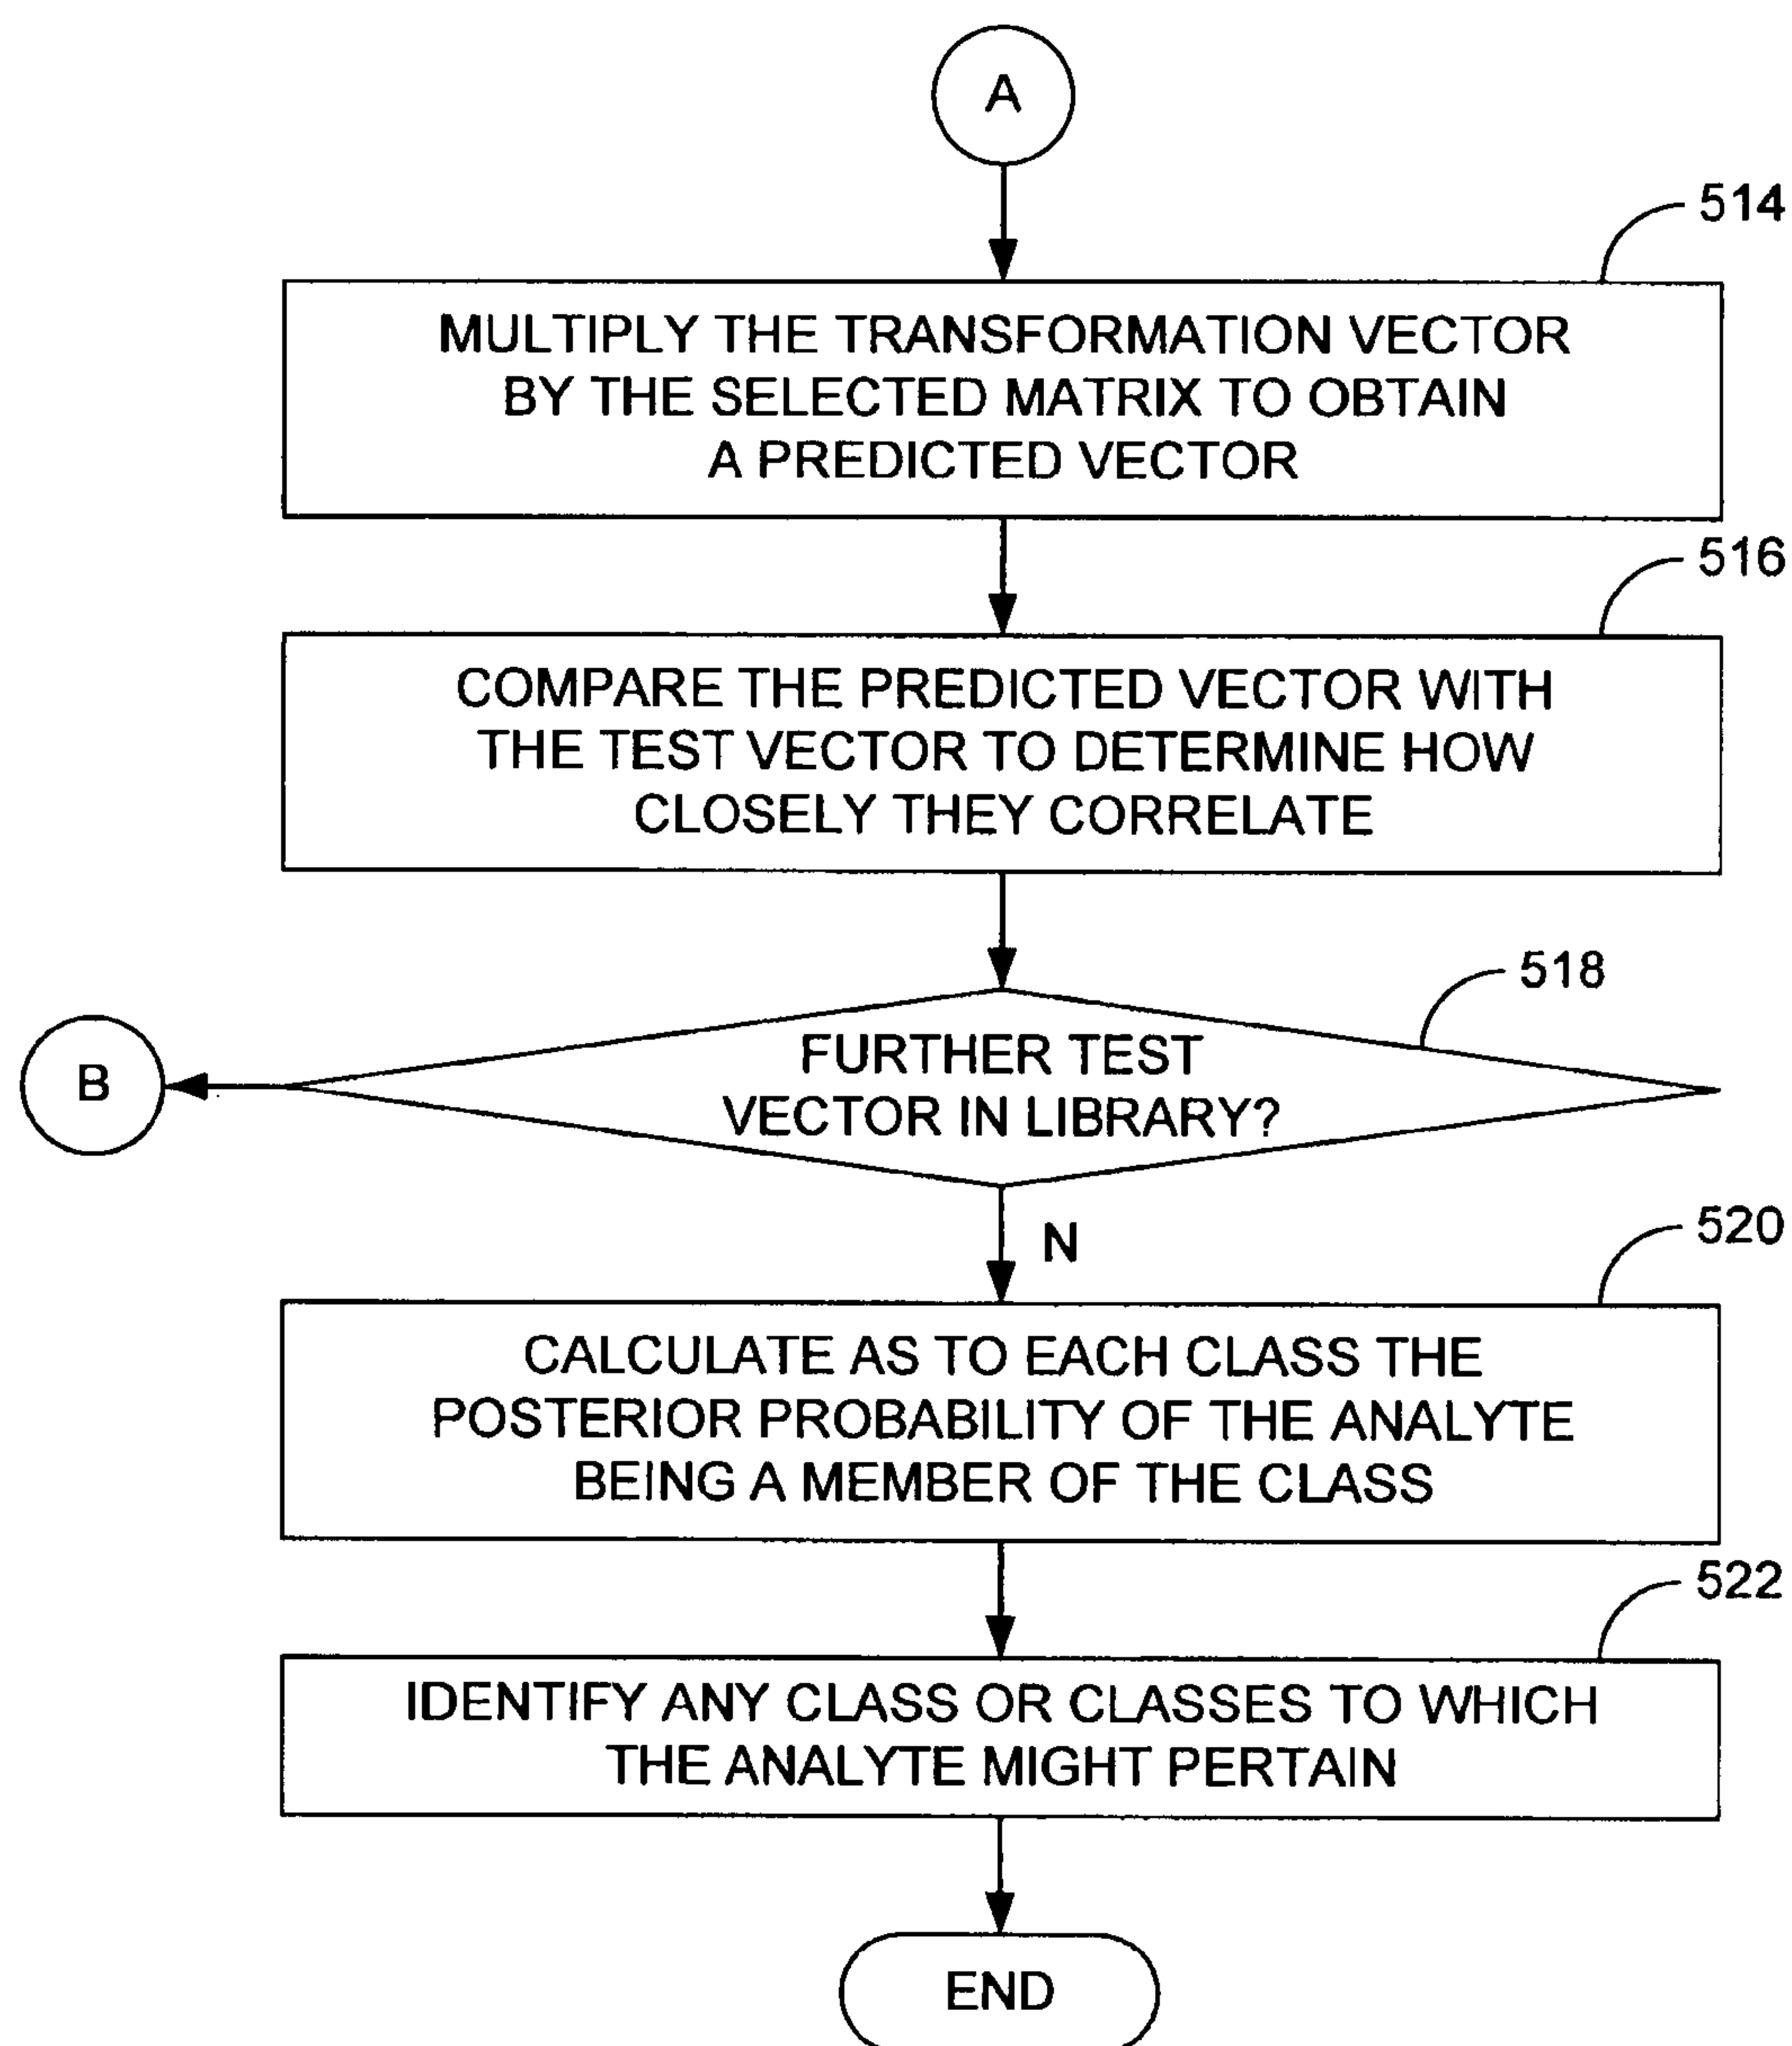 A
514
MULTIPLY THE TRANSFORMATION VECTOR
BY THE SELECTED MATRIX TO OBTAIN
A PREDICTED VECTOR
516
COMPARE THE PREDICTED VECTOR WITH
THE TEST VECTOR TO DETERMINE HOW
CLOSELY THEY CORRELATE
518
FURTHER TEST
VECTOR IN LIBRARY?
B
N
520
CALCULATE AS TO EACH CLASS THE
POSTERIOR PROBABILITY OF THE ANALYTE
BEING A MEMBER OF THE CLASS
522
IDENTIFY ANY CLASS OR CLASSES TO WHICH
THE ANALYTE MIGHT PERTAIN
END